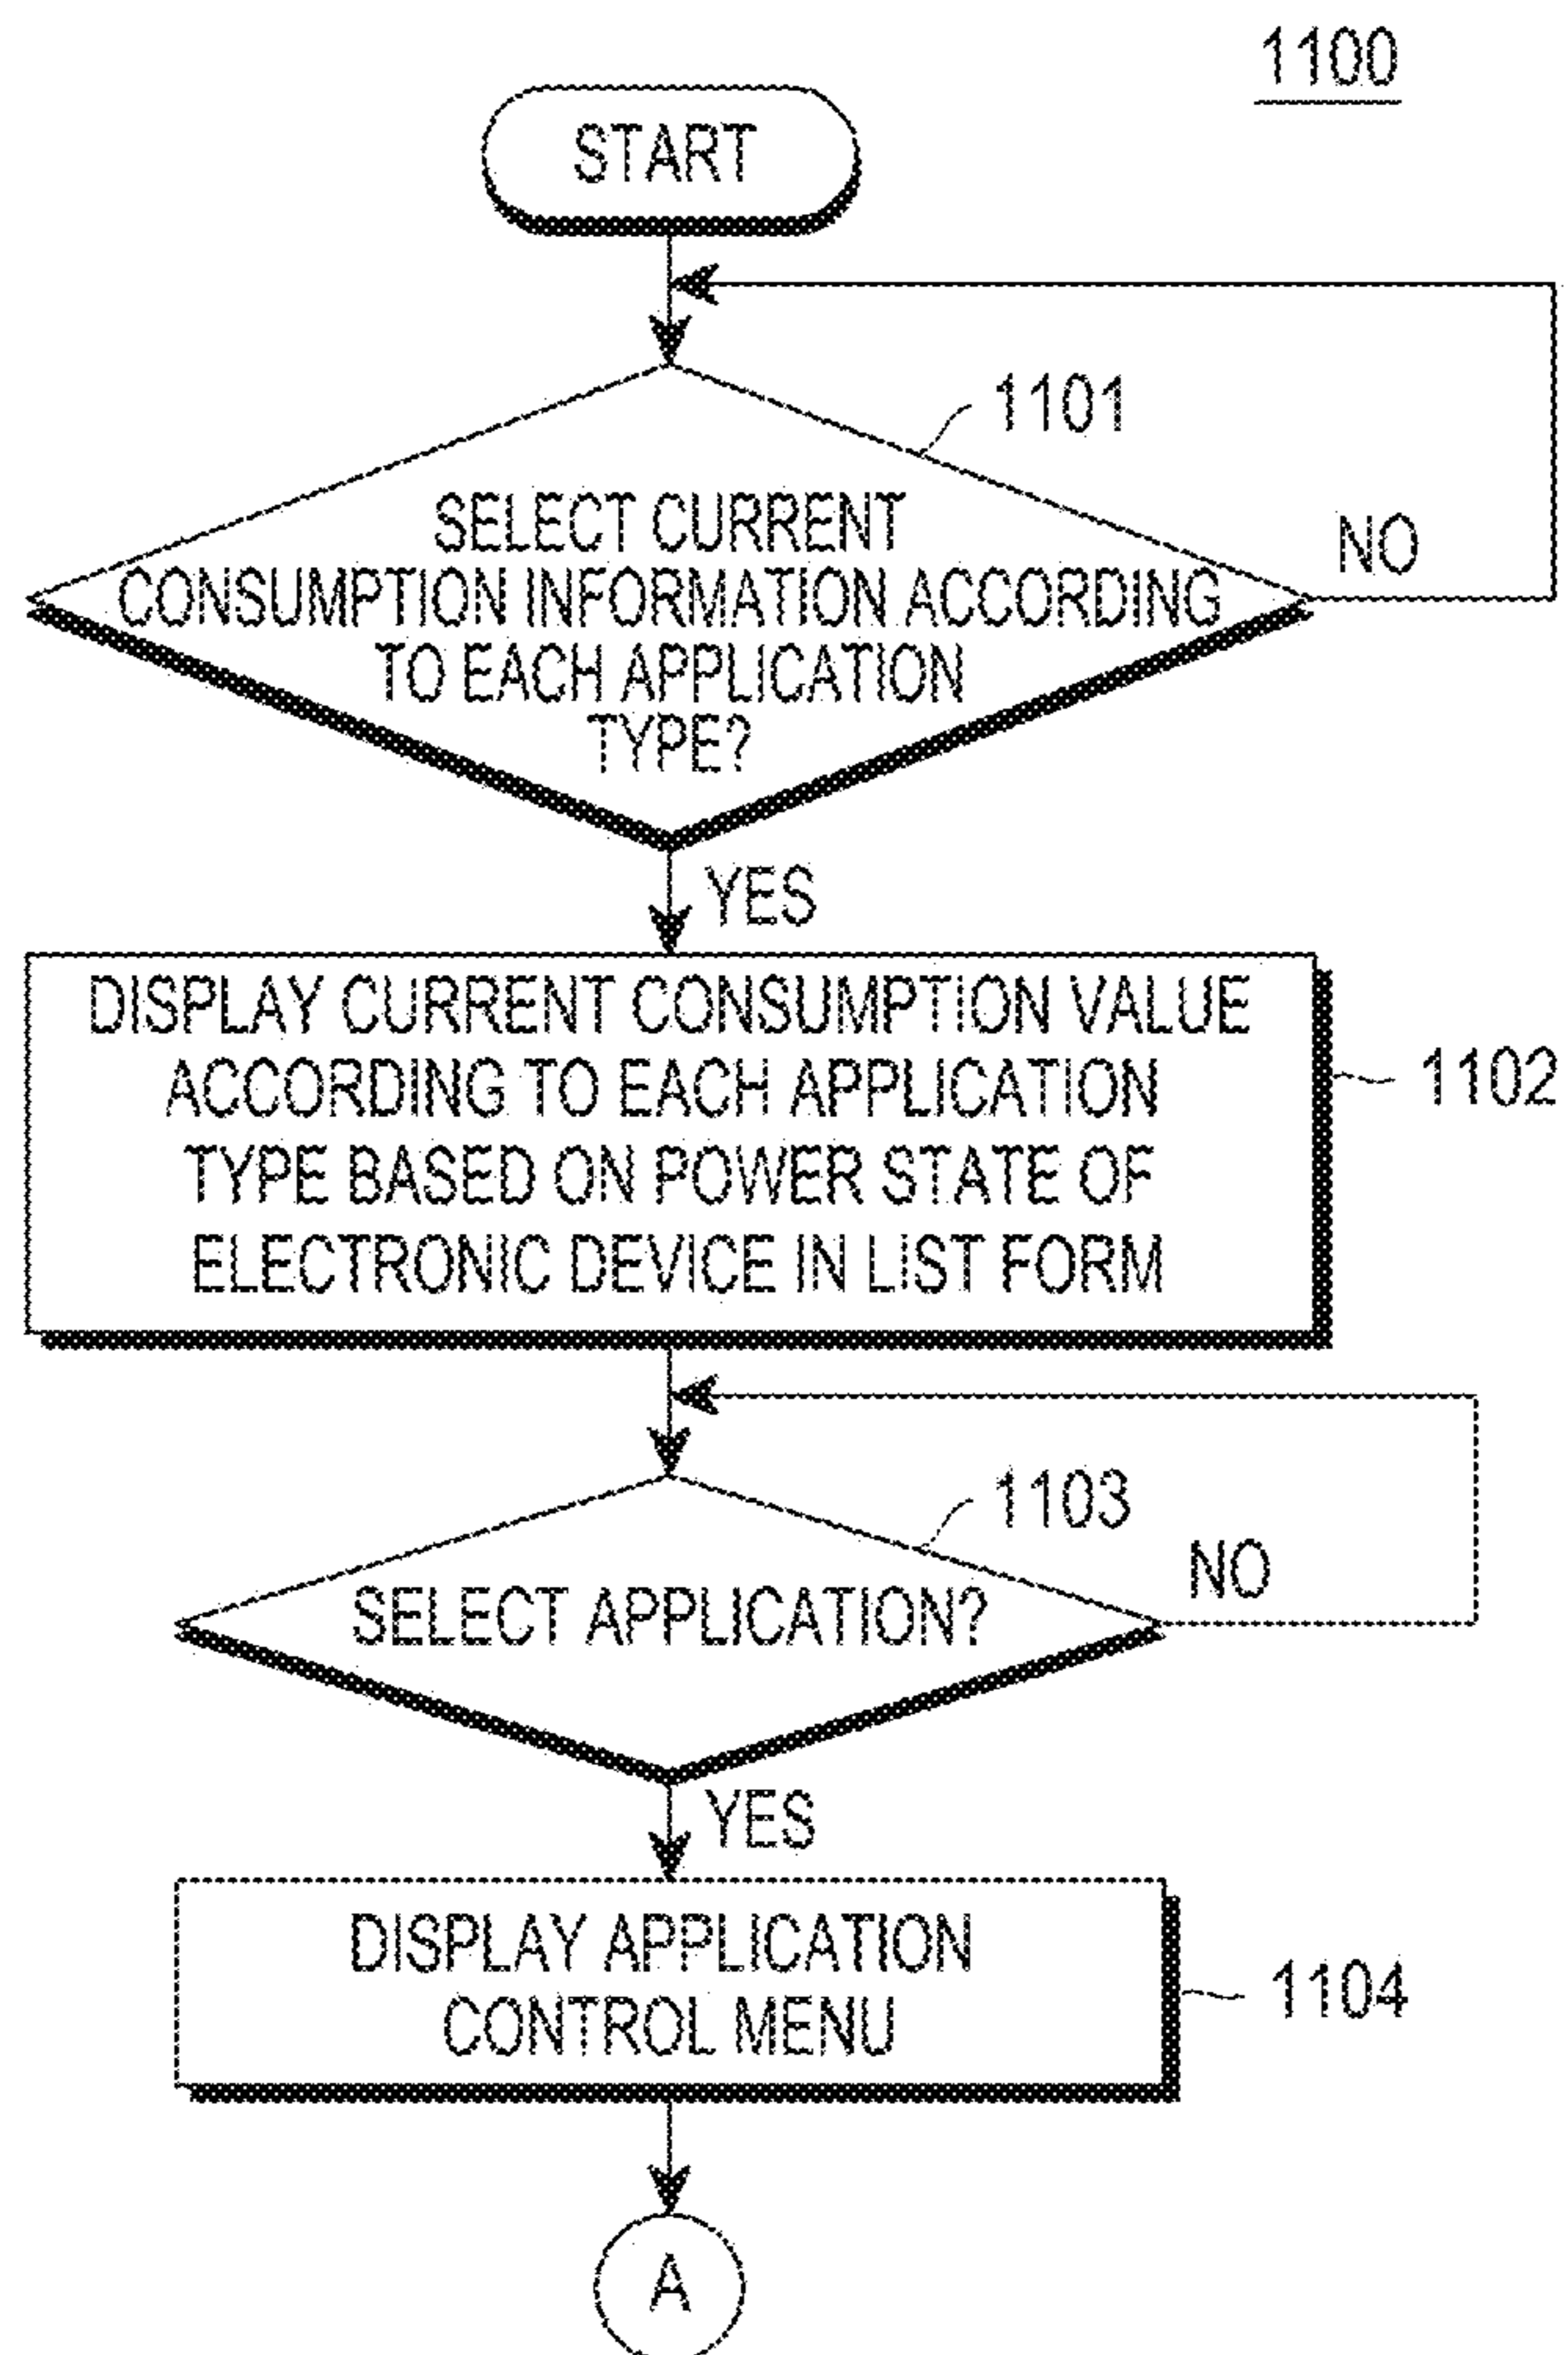 1100
START
1101
SELECT CURRENT
CONSUMPTION INFORMATION ACCORDING
TO EACH APPLICATION
TYPE?
NO
YES
DISPLAY CURRENT CONSUMPTION VALUE
ACCORDING TO EACH APPLICATION
TYPE BASED ON POWER STATE OF
ELECTRONIC DEVICE IN LIST FORM
1102
1103
SELECT APPLICATION?
NO
YES
DISPLAY APPLICATION
CONTROL MENU
1104
A